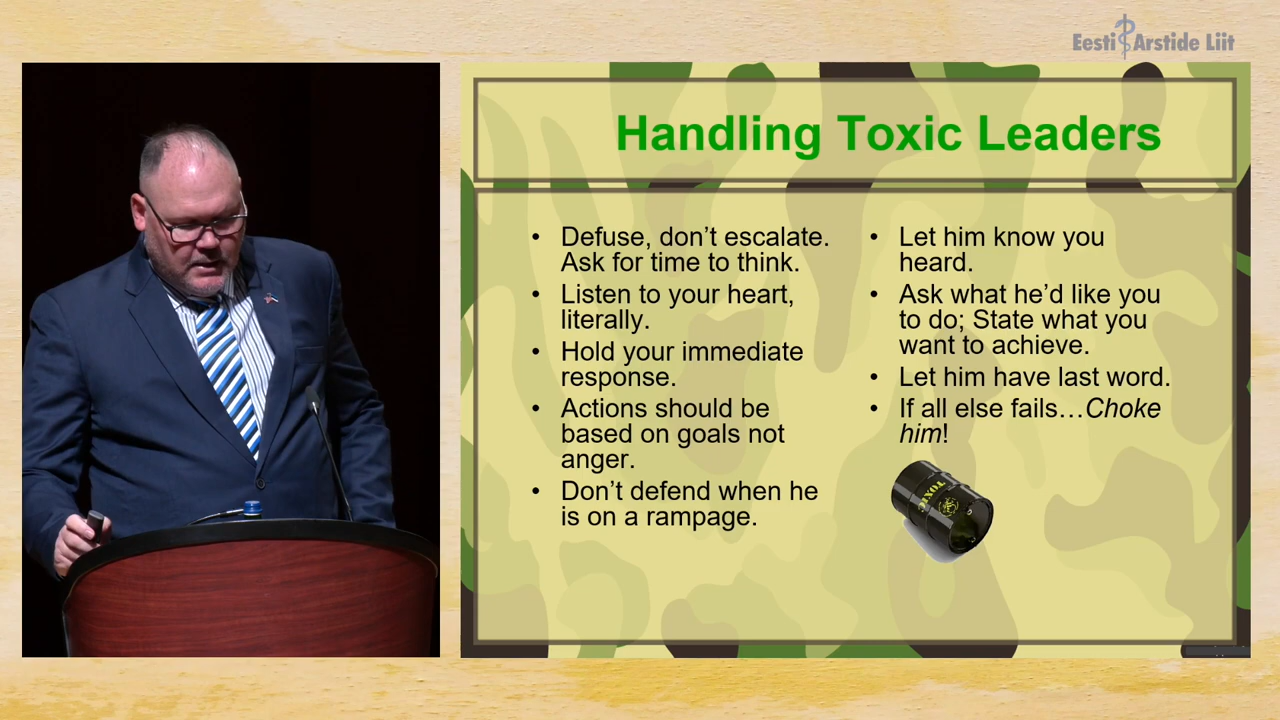 Eesti Arstide Liit
Handling Toxic Leaders
• Defuse, don’t escalate.
Ask for time to think.
• Listen to your heart,
literally.
• Hold your immediate
response.
• Actions should be
based on goals not
anger.
• Don’t defend when he
is on a rampage.
• Let him know you
heard.
• Ask what he’d like you
to do; State what you
want to achieve.
• Let him have last word.
• If all else fails…Choke
him!
TOXIC